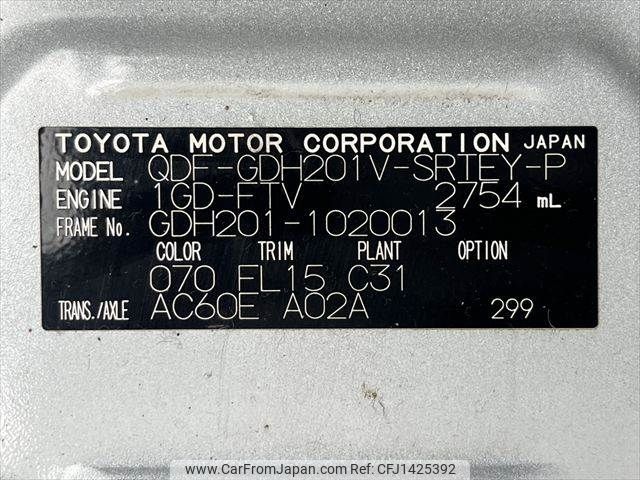 TOYOTA MOTOR CORPORATION JAPAN
MODEL QDF-GDH201V-SRTEY-P
ENGINE 1GD-FTV 2754 mL
FRAME No. GDH201-1020013
COLOR TRIM PLANT OPTION
070 FL15 C31
TRANS./AXLE AC60E A02A 299
www.CarFromJapan.com - CFJ1425392